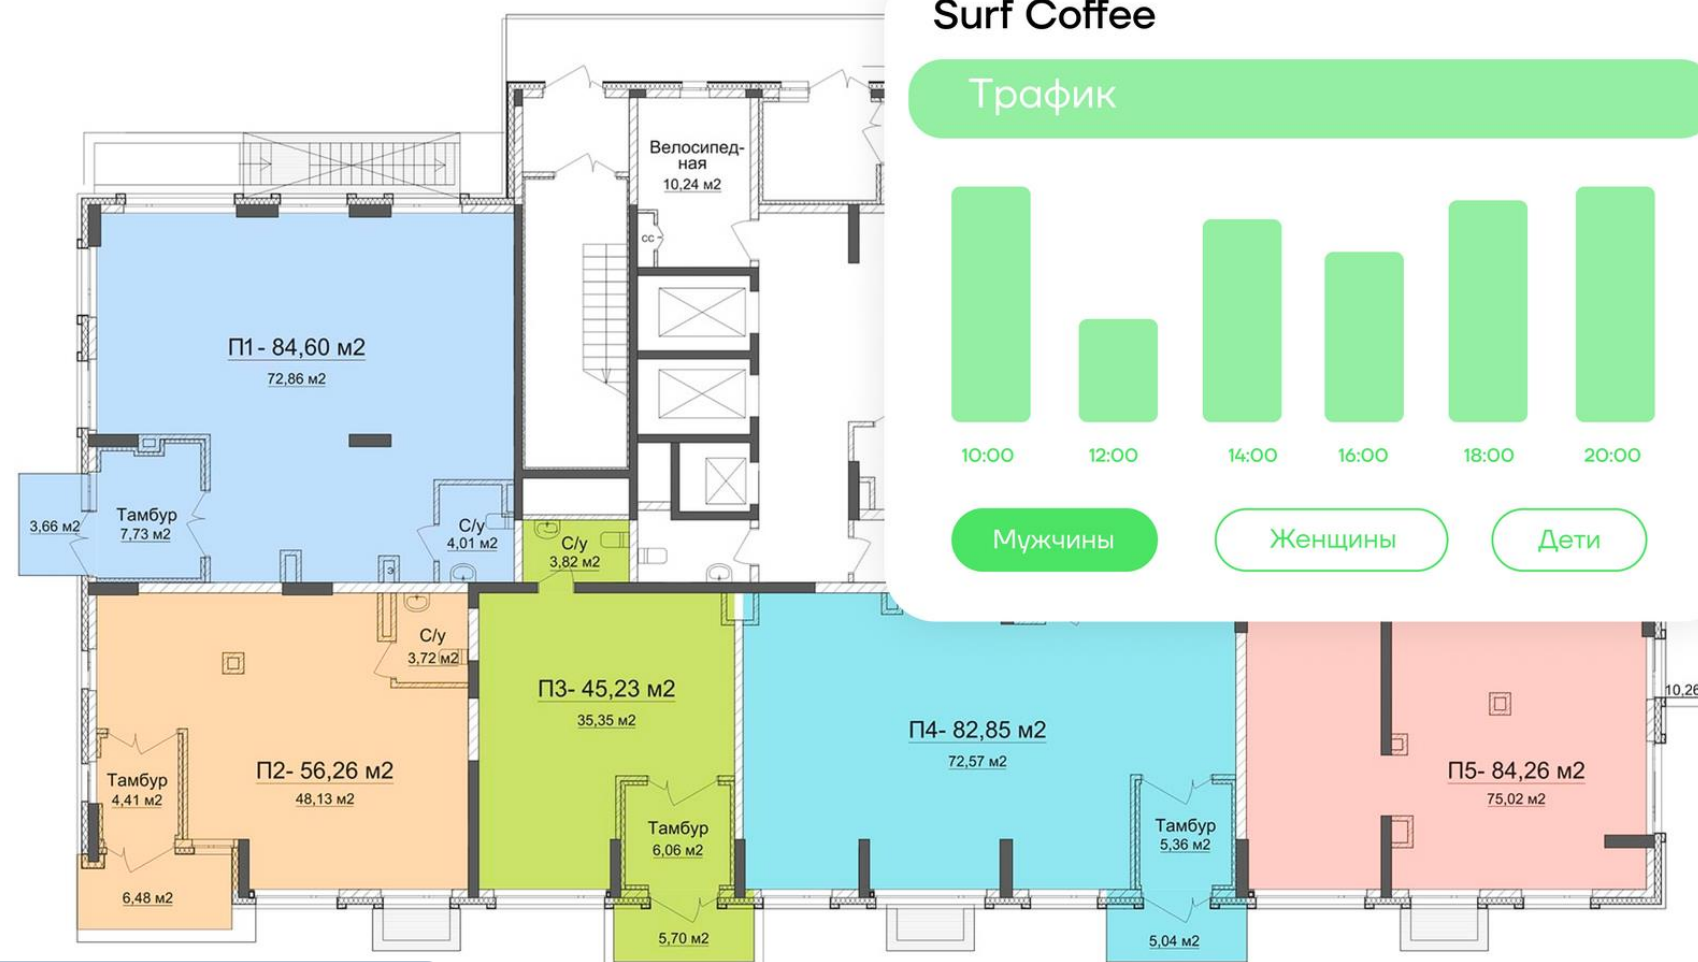 Surf Coffee
Трафик
10:00 12:00 14:00 16:00 18:00 20:00
Мужчины Женщины Дети
Велосипед-
ная
10,24 м2
сс
П1- 84,60 м2
72,86 м2
3,66 м2
Тамбур
7,73 м2
С/у
4,01 м2
э
С/у
3,82 м2
С/у
3,72 м2
П2- 56,26 м2
48,13 м2
Тамбур
4,41 м2
6,48 м2
П3- 45,23 м2
35,35 м2
Тамбур
6,06 м2
5,70 м2
П4- 82,85 м2
72,57 м2
Тамбур
5,36 м2
5,04 м2
П5- 84,26 м2
75,02 м2
10,26